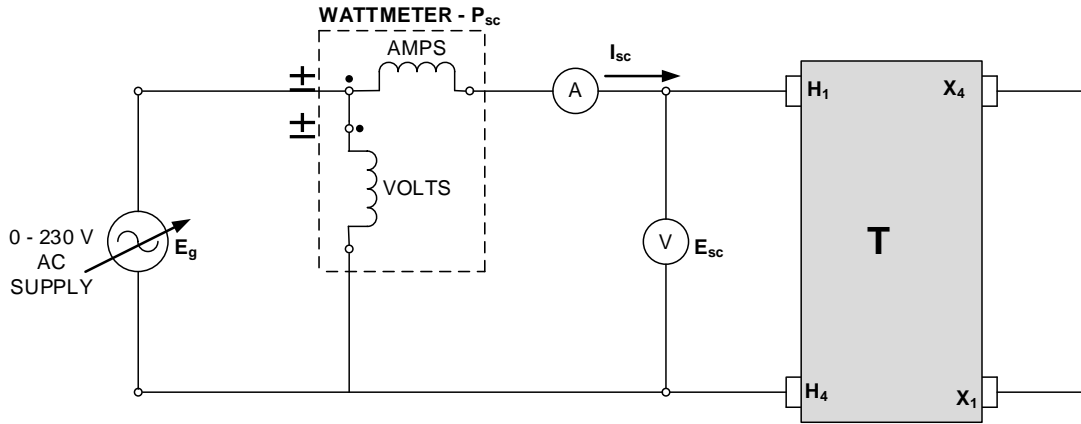 WATTMETER - Psc
AMPS
Isc
±
A
H1
X4
±
VOLTS
0 - 230 V
AC
SUPPLY
Eg
V
Esc
T
H4
X1